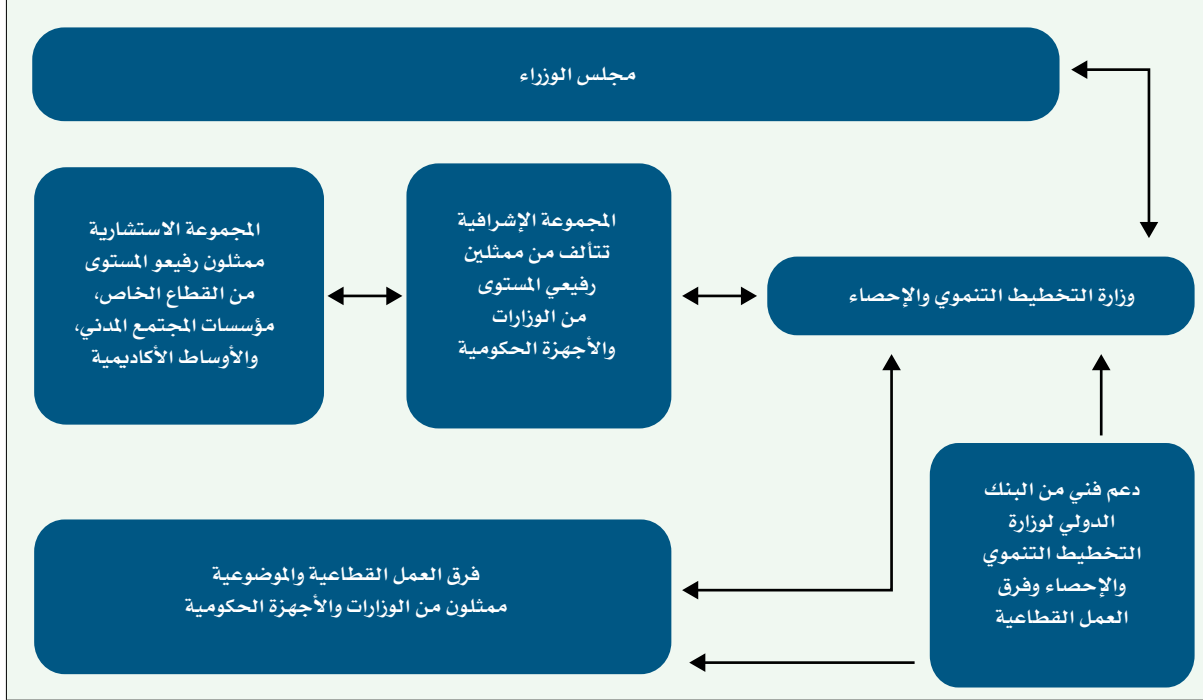 مجلس الوزراء
وزارة التخطيط التنموي والإحصاء
المجموعة الإشرافية
تتألف من ممثلين
رفيعي المستوى
من الوزارات
والأجهزة الحكومية
المجموعة الاستشارية
ممثلون رفيعو المستوى
من القطاع الخاص،
مؤسسات المجتمع المدني،
والأوساط الأكاديمية
دعم فني من البنك
الدولي لوزارة
التخطيط التنموي
والإحصاء وفرق
العمل القطاعية
فرق العمل القطاعية والموضوعية
ممثلون من الوزارات والأجهزة الحكومية